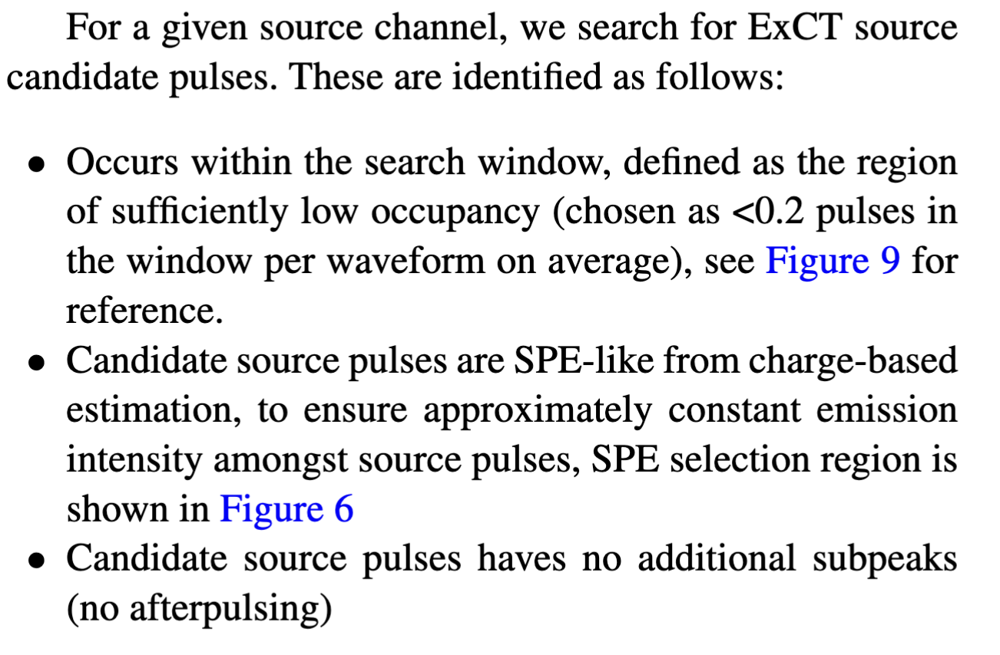 For a given source channel, we search for ExCT source
candidate pulses. These are identified as follows:
• Occurs within the search window, defined as the region
of sufficiently low occupancy (chosen as <0.2 pulses in
the window per waveform on average), see Figure 9 for
reference.
• Candidate source pulses are SPE-like from charge-based
estimation, to ensure approximately constant emission
intensity amongst source pulses, SPE selection region is
shown in Figure 6
• Candidate source pulses haves no additional subpeaks
(no afterpulsing)